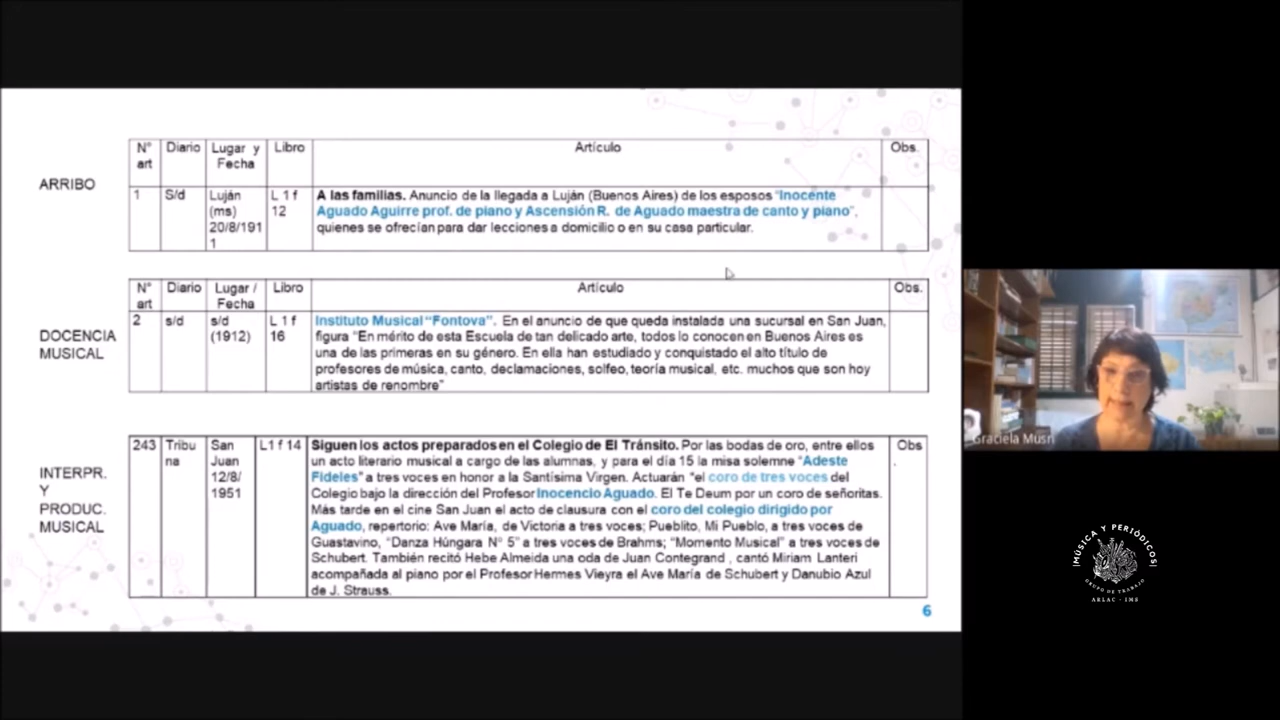 ARRIBO
N° art
Diario
Lugar y Fecha
Libro
Artículo
Obs.
1
S/d
Luján (ms) 20/8/1911
L 1 f 12
A las familias. Anuncio de la llegada a Luján (Buenos Aires) de los esposos "Inocente
Aguado Aguirre prof. de piano y Ascensión R. de Aguado maestra de canto y piano",
quienes se ofrecían para dar lecciones a domicilio o en su casa particular.
DOCENCIA
MUSICAL
N° art
Diario
Lugar / Fecha
Libro
Artículo
Obs.
2
s/d
s/d (1912)
L 1 f 16
Instituto Musical "Fontova". En el anuncio de que queda instalada una sucursal en San Juan,
figura "En mérito de esta Escuela de tan delicado arte, todos lo conocen en Buenos Aires es
una de las primeras en su género. En ella han estudiado y conquistado el alto título de
profesores de música, canto, declamaciones, solfeo, teoría musical, etc. muchos que son hoy
artistas de renombre"
INTERPR.
Y
PRODUC.
MUSICAL
243
Tribuna
San Juan 12/8/1951
L1 f 14
Siguen los actos preparados en el Colegio de El Tránsito. Por las bodas de oro, entre ellos
un acto literario musical a cargo de las alumnas, y para el día 15 la misa solemne "Adeste
Fideles" a tres voces en honor a la Santísima Virgen. Actuarán "el coro de tres voces del
Colegio bajo la dirección del Profesor Inocencio Aguado. El Te Deum por un coro de señoritas.
Más tarde en el cine San Juan el acto de clausura con el coro del colegio dirigido por
Aguado, repertorio: Ave María, de Victoria a tres voces; Pueblito, Mi Pueblo, a tres voces de
Guastavino, "Danza Húngara N° 5" a tres voces de Brahms; "Momento Musical" a tres voces de
Schubert. También recitó Hebe Almeida una oda de Juan Contegrand , cantó Miriam Lanteri
acompañada al piano por el Profesor Hermes Vieyra el Ave María de Schubert y Danubio Azul
de J. Strauss.
Obs.
6
Graciela Musri
MÚSICA Y PERIÓDICOS
GRUPO DE TRABAJO
ARLAC - IMS